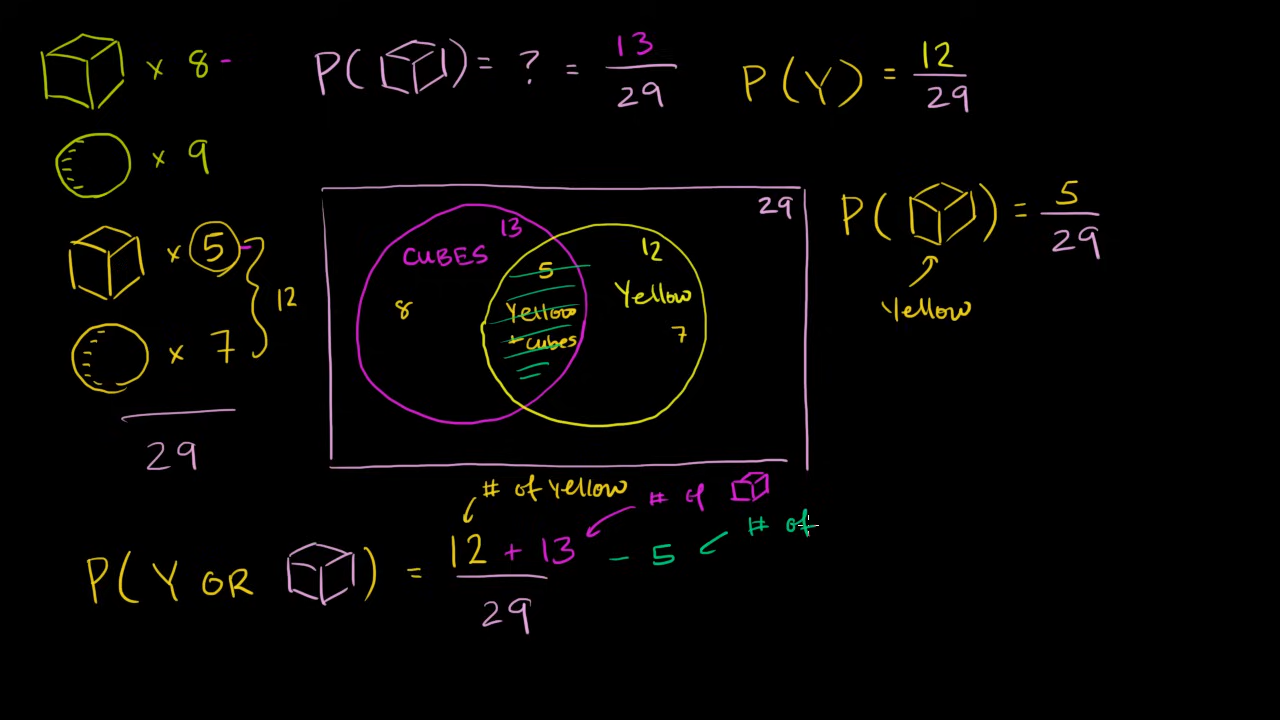 × 8 -
P( ) = ? = 13/29
P(Y) = 12/29
× 9
29
13
CUBES
12
5
Yellow
8
Yellow
+ cubes
7
P( ) = 5/29
Yellow
× 5
12
× 7
29
# of yellow
# of
# of
P( Y OR ) = 12 + 13 - 5
29